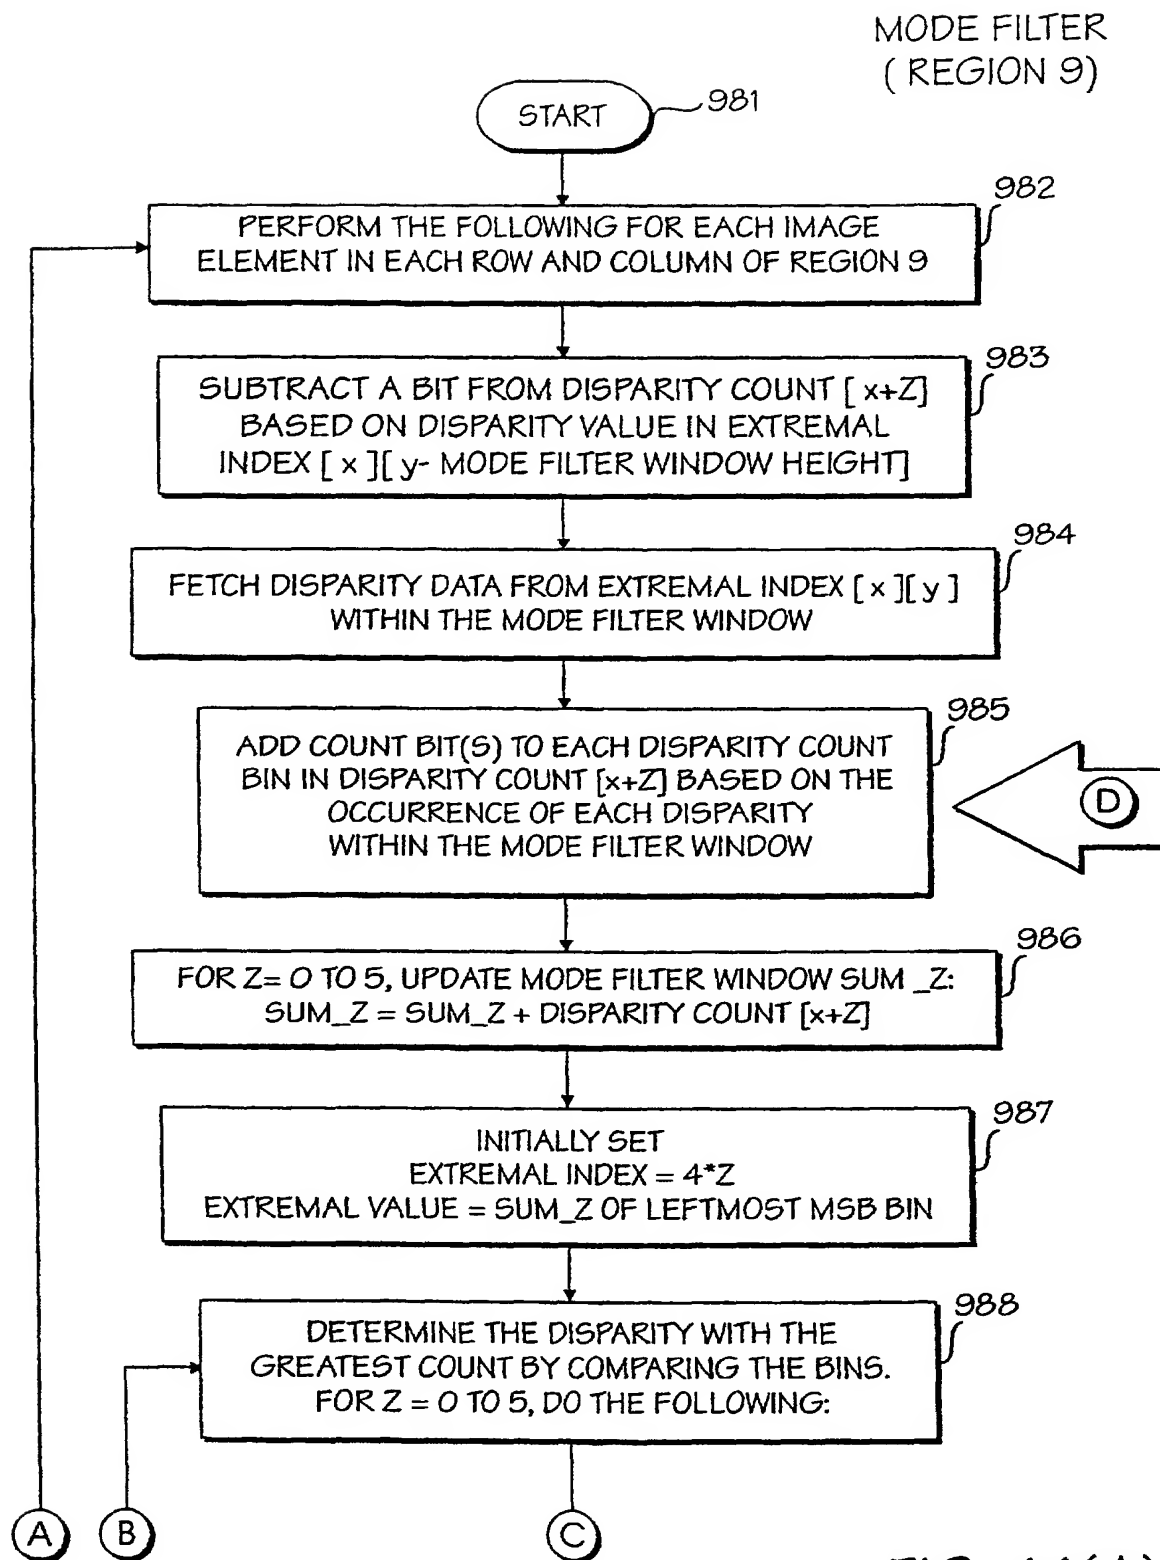 MODE FILTER
( REGION 9)
START
981
982
PERFORM THE FOLLOWING FOR EACH IMAGE
ELEMENT IN EACH ROW AND COLUMN OF REGION 9
983
SUBTRACT A BIT FROM DISPARITY COUNT [ x+Z]
BASED ON DISPARITY VALUE IN EXTREMAL
INDEX [ x ][ y- MODE FILTER WINDOW HEIGHT]
984
FETCH DISPARITY DATA FROM EXTREMAL INDEX [ x ][ y ]
WITHIN THE MODE FILTER WINDOW
985
ADD COUNT BIT(S) TO EACH DISPARITY COUNT
BIN IN DISPARITY COUNT [x+Z] BASED ON THE
OCCURRENCE OF EACH DISPARITY
WITHIN THE MODE FILTER WINDOW
D
986
FOR Z= 0 TO 5, UPDATE MODE FILTER WINDOW SUM _Z:
SUM_Z = SUM_Z + DISPARITY COUNT [x+Z]
987
INITIALLY SET
EXTREMAL INDEX = 4*Z
EXTREMAL VALUE = SUM_Z OF LEFTMOST MSB BIN
988
DETERMINE THE DISPARITY WITH THE
GREATEST COUNT BY COMPARING THE BINS.
FOR Z = 0 TO 5, DO THE FOLLOWING:
A
B
C